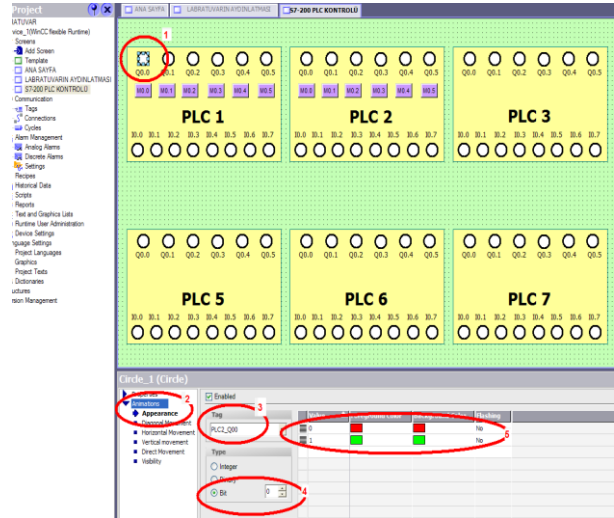 Project
ANA SAYFA
LABRATUVARIN AYDINLATMASI
S7-200 PLC KONTROLÜ
ATUVAR
vice_1(WinCC flexible Runtime)
Screens
Add Screen
Template
ANA SAYFA
LABRATUVARIN AYDINLATMASI
S7-200 PLC KONTROLÜ
Communication
Tags
Connections
Cycles
Alarm Management
Analog Alarms
Discrete Alarms
Settings
Recipes
Historical Data
Scripts
Reports
Text and Graphics Lists
Runtime User Administration
Device Settings
nguage Settings
Project Languages
Graphics
Project Texts
Dictionaries
uctures
rsion Management
1
Q0.0 Q0.1 Q0.2 Q0.3 Q0.4 Q0.5
M0.0 M0.1 M0.2 M0.3 M0.4 M0.5
PLC 1
I0.0 I0.1 I0.2 I0.3 I0.4 I0.5 I0.6 I0.7
Q0.0 Q0.1 Q0.2 Q0.3 Q0.4 Q0.5
M0.0 M0.1 M0.2 M0.3 M0.4 M0.5
PLC 2
I0.0 I0.1 I0.2 I0.3 I0.4 I0.5 I0.6 I0.7
Q0.0 Q0.1 Q0.2 Q0.3 Q0.4 Q0.5
PLC 3
I0.0 I0.1 I0.2 I0.3 I0.4 I0.5 I0.6 I0.7
Q0.0 Q0.1 Q0.2 Q0.3 Q0.4 Q0.5
PLC 5
I0.0 I0.1 I0.2 I0.3 I0.4 I0.5 I0.6 I0.7
Q0.0 Q0.1 Q0.2 Q0.3 Q0.4 Q0.5
PLC 6
I0.0 I0.1 I0.2 I0.3 I0.4 I0.5 I0.6 I0.7
Q0.0 Q0.1 Q0.2 Q0.3 Q0.4 Q0.5
PLC 7
I0.0 I0.1 I0.2 I0.3 I0.4 I0.5 I0.6 I0.7
Circle_1 (Circle)
Properties
Animations
2
Appearance
Diagonal Movement
Horizontal Movement
Vertical movement
Direct Movement
Visibility
Enabled
Tag
3
PLC2_Q00
Type
Integer
Binary
Bit
0
4
Value
Flashing
0
No
1
No
5